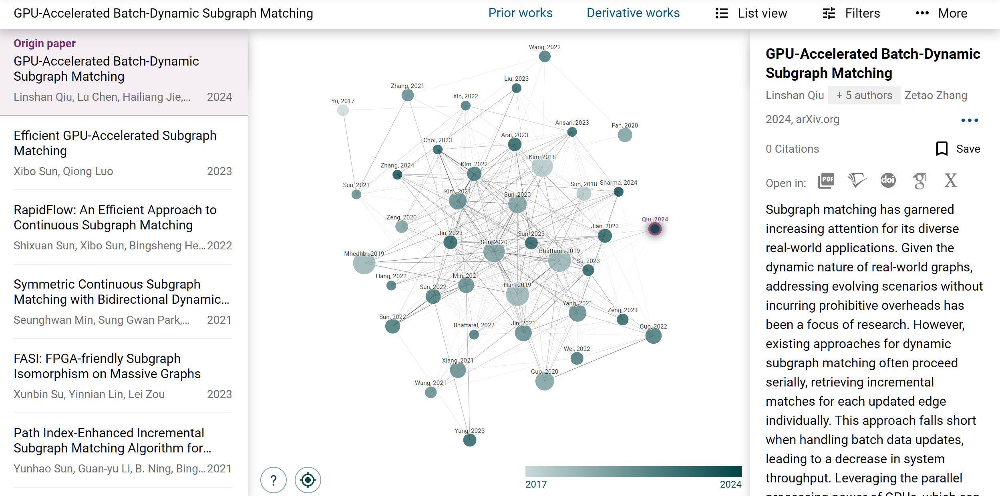 GPU-Accelerated Batch-Dynamic Subgraph Matching
Prior works
Derivative works
List view
Filters
More
Origin paper
GPU-Accelerated Batch-Dynamic
Subgraph Matching
Linshan Qiu, Lu Chen, Hailiang Jie,... 2024
Efficient GPU-Accelerated Subgraph
Matching
Xibo Sun, Qiong Luo 2023
RapidFlow: An Efficient Approach to
Continuous Subgraph Matching
Shixuan Sun, Xibo Sun, Bingsheng He... 2022
Symmetric Continuous Subgraph
Matching with Bidirectional Dynamic...
Seunghwan Min, Sung Gwan Park,... 2021
FASI: FPGA-friendly Subgraph
Isomorphism on Massive Graphs
Xunbin Su, Yinnian Lin, Lei Zou 2023
Path Index-Enhanced Incremental
Subgraph Matching Algorithm for...
Yunhao Sun, Guan-yu Li, B. Ning, Bing... 2021
Wang, 2022
Liu, 2023
Zhang, 2021
Xin, 2022
Yu, 2017
Ansari, 2023
Fan, 2020
Arai, 2023
Choi, 2023
Kim, 2018
Kim, 2022
Zhang, 2024
Sun, 2021
Sun, 2018
Sharma, 2024
Kim, 2021
Sun, 2020
Zeng, 2020
Qiu, 2024
Jian, 2023
Jin, 2023
Sun, 2023
Sun, 2020
Bhattarai, 2019
Mhedhbi, 2019
Su, 2023
Hang, 2022
Min, 2021
Sun, 2022
Han, 2019
Yang, 2021
Zeng, 2023
Sun, 2022
Bhattarai, 2022
Jin, 2021
Guo, 2022
Wei, 2022
Xiang, 2021
Guo, 2020
Wang, 2021
Yang, 2023
?
2017
2024
GPU-Accelerated Batch-Dynamic
Subgraph Matching
Linshan Qiu + 5 authors Zetao Zhang
2024, arXiv.org
0 Citations
Save
Open in: PDF doi g X
Subgraph matching has garnered
increasing attention for its diverse
real-world applications. Given the
dynamic nature of real-world graphs,
addressing evolving scenarios without
incurring prohibitive overheads has
been a focus of research. However,
existing approaches for dynamic
subgraph matching often proceed
serially, retrieving incremental
matches for each updated edge
individually. This approach falls short
when handling batch data updates,
leading to a decrease in system
throughput. Leveraging the parallel
processing power of GPUs, which can